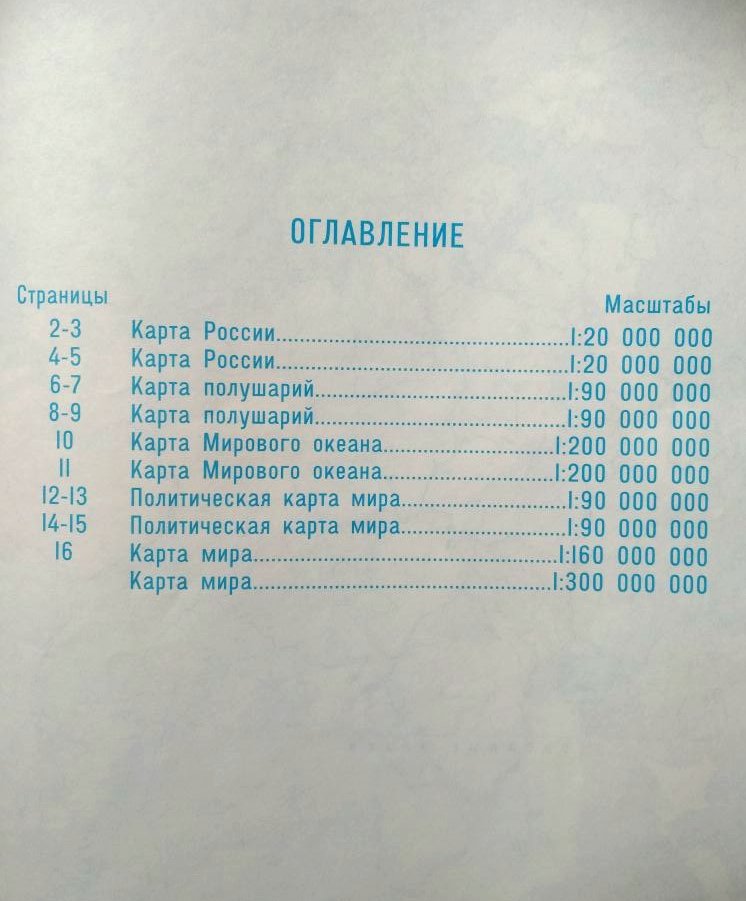 ОГЛАВЛЕНИЕ
Страницы Масштабы
2-3 Карта России......................................................1:20 000 000
4-5 Карта России......................................................1:20 000 000
6-7 Карта полушарий..............................................1:90 000 000
8-9 Карта полушарий..............................................1:90 000 000
10 Карта Мирового океана................................1:200 000 000
11 Карта Мирового океана................................1:200 000 000
12-13 Политическая карта мира..............................1:90 000 000
14-15 Политическая карта мира..............................1:90 000 000
16 Карта мира........................................................1:160 000 000
Карта мира.......................................................1:300 000 000